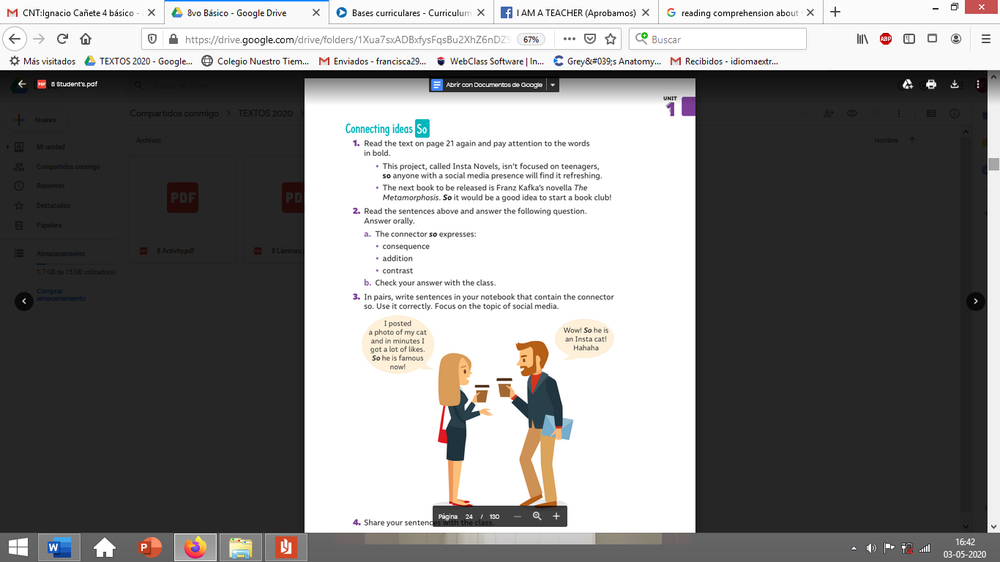 CNT:Ignacio Cañete 4 básico -
8vo Básico - Google Drive
Bases curriculares - Curriculum
I AM A TEACHER (Aprobamos)
reading comprehension about
67%
Buscar
Más visitados
TEXTOS 2020 - Google...
Colegio Nuestro Tiem...
Enviados - francisca29...
WebClass Software | In...
Grey&#039;s Anatomy...
Recibidos - idiomaextr...
PDF 8 Student's.pdf
Abrir con Documentos de Google
Nuevo
Compartidos conmigo > TEXTOS 2020 >
Archivos
Nombre
Mi unidad
Compartidos conmigo
Recientes
Destacados
Papelera
Almacenamiento
1.7 GB de 15 GB utilizado(s)
Comprar
almacenamiento
PDF
PDF
8 Activity.pdf
8 Láminas.p
UNIT
1
Connecting ideas So
1. Read the text on page 21 again and pay attention to the words
in bold.
• This project, called Insta Novels, isn't focused on teenagers,
so anyone with a social media presence will find it refreshing.
• The next book to be released is Franz Kafka's novella The
Metamorphosis. So it would be a good idea to start a book club!
2. Read the sentences above and answer the following question.
Answer orally.
a. The connector so expresses:
• consequence
• addition
• contrast
b. Check your answer with the class.
3. In pairs, write sentences in your notebook that contain the connector
so. Use it correctly. Focus on the topic of social media.
I posted
a photo of my cat
and in minutes I
got a lot of likes.
So he is famous
now!
Wow! So he is
an Insta cat!
Hahaha
4. Share your sentences with the class.
Página 24 / 130
16:42
03-05-2020